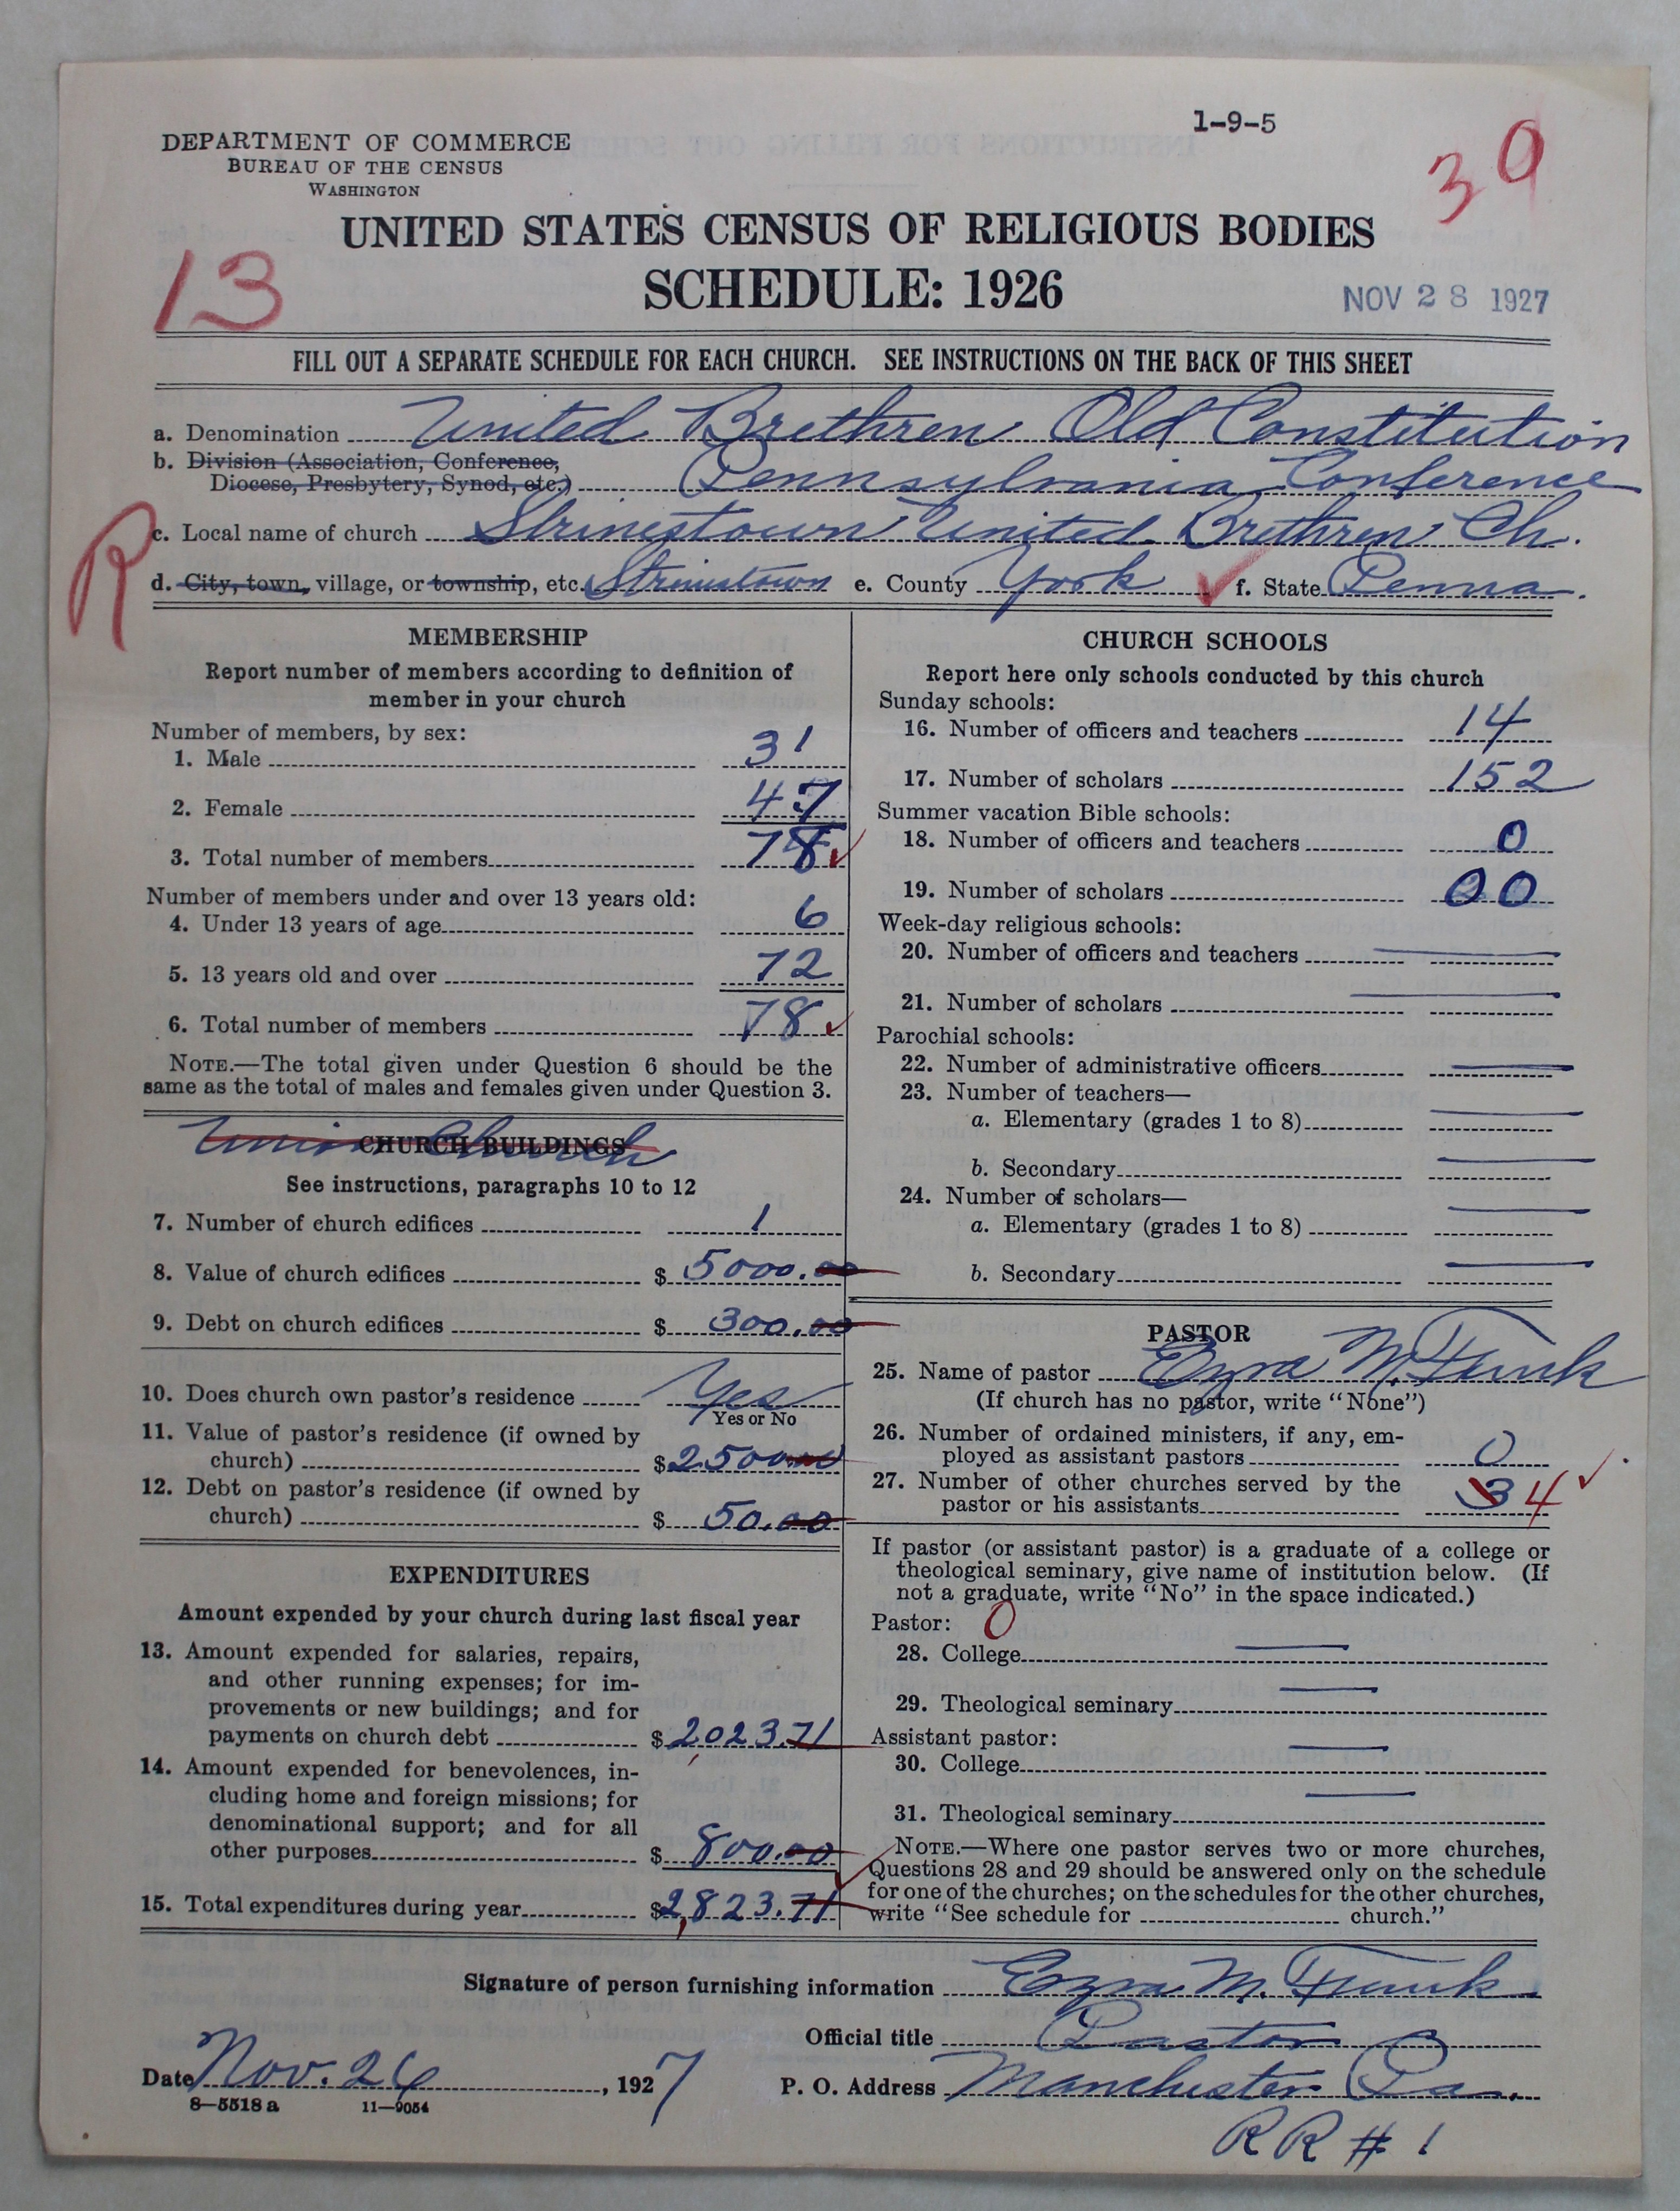 1-9-5
DEPARTMENT OF COMMERCE
BUREAU OF THE CENSUS
WASHINGTON
39
UNITED STATES CENSUS OF RELIGIOUS BODIES
13
SCHEDULE: 1926
NOV 28 1927
FILL OUT A SEPARATE SCHEDULE FOR EACH CHURCH. SEE INSTRUCTIONS ON THE BACK OF THIS SHEET
a. Denomination United Brethren Old Constitution
b. Division (Association, Conference,
Diocese, Presbytery, Synod, etc.) Pennsylvania Conference
R
c. Local name of church Strinestown United Brethren Ch.
d. City, town, village, or township, etc. Strinestown e. County York f. State Penna.
MEMBERSHIP
Report number of members according to definition of
member in your church
Number of members, by sex:
1. Male 31
2. Female 47
3. Total number of members 78
Number of members under and over 13 years old:
4. Under 13 years of age 6
5. 13 years old and over 72
6. Total number of members 78
NOTE.—The total given under Question 6 should be the
same as the total of males and females given under Question 3.
Union Church
CHURCH BUILDINGS
See instructions, paragraphs 10 to 12
7. Number of church edifices 1
8. Value of church edifices $ 5000.00
9. Debt on church edifices $ 300.00
10. Does church own pastor's residence Yes
Yes or No
11. Value of pastor's residence (if owned by
church) $ 2500.00
12. Debt on pastor's residence (if owned by
church) $ 50.00
EXPENDITURES
Amount expended by your church during last fiscal year
13. Amount expended for salaries, repairs,
and other running expenses; for im-
provements or new buildings; and for
payments on church debt $ 2,023.71
14. Amount expended for benevolences, in-
cluding home and foreign missions; for
denominational support; and for all
other purposes $ 800.00
15. Total expenditures during year $ 2,823.71
CHURCH SCHOOLS
Report here only schools conducted by this church
Sunday schools:
16. Number of officers and teachers 14
17. Number of scholars 152
Summer vacation Bible schools:
18. Number of officers and teachers 0
19. Number of scholars 00
Week-day religious schools:
20. Number of officers and teachers
21. Number of scholars
Parochial schools:
22. Number of administrative officers
23. Number of teachers—
a. Elementary (grades 1 to 8)
b. Secondary
24. Number of scholars—
a. Elementary (grades 1 to 8)
b. Secondary
PASTOR
25. Name of pastor Ezra M. Funk
(If church has no pastor, write "None")
26. Number of ordained ministers, if any, em-
ployed as assistant pastors 0
27. Number of other churches served by the
pastor or his assistants 3 4
If pastor (or assistant pastor) is a graduate of a college or
theological seminary, give name of institution below. (If
not a graduate, write "No" in the space indicated.)
Pastor: 0
28. College
29. Theological seminary
Assistant pastor:
30. College
31. Theological seminary
NOTE.—Where one pastor serves two or more churches,
Questions 28 and 29 should be answered only on the schedule
for one of the churches; on the schedules for the other churches,
write "See schedule for church."
Signature of person furnishing information Ezra M. Funk
Official title Pastor
Date Nov. 26, 1927
P. O. Address Manchester Pa.
8—5518 a 11—9054
RR # 1